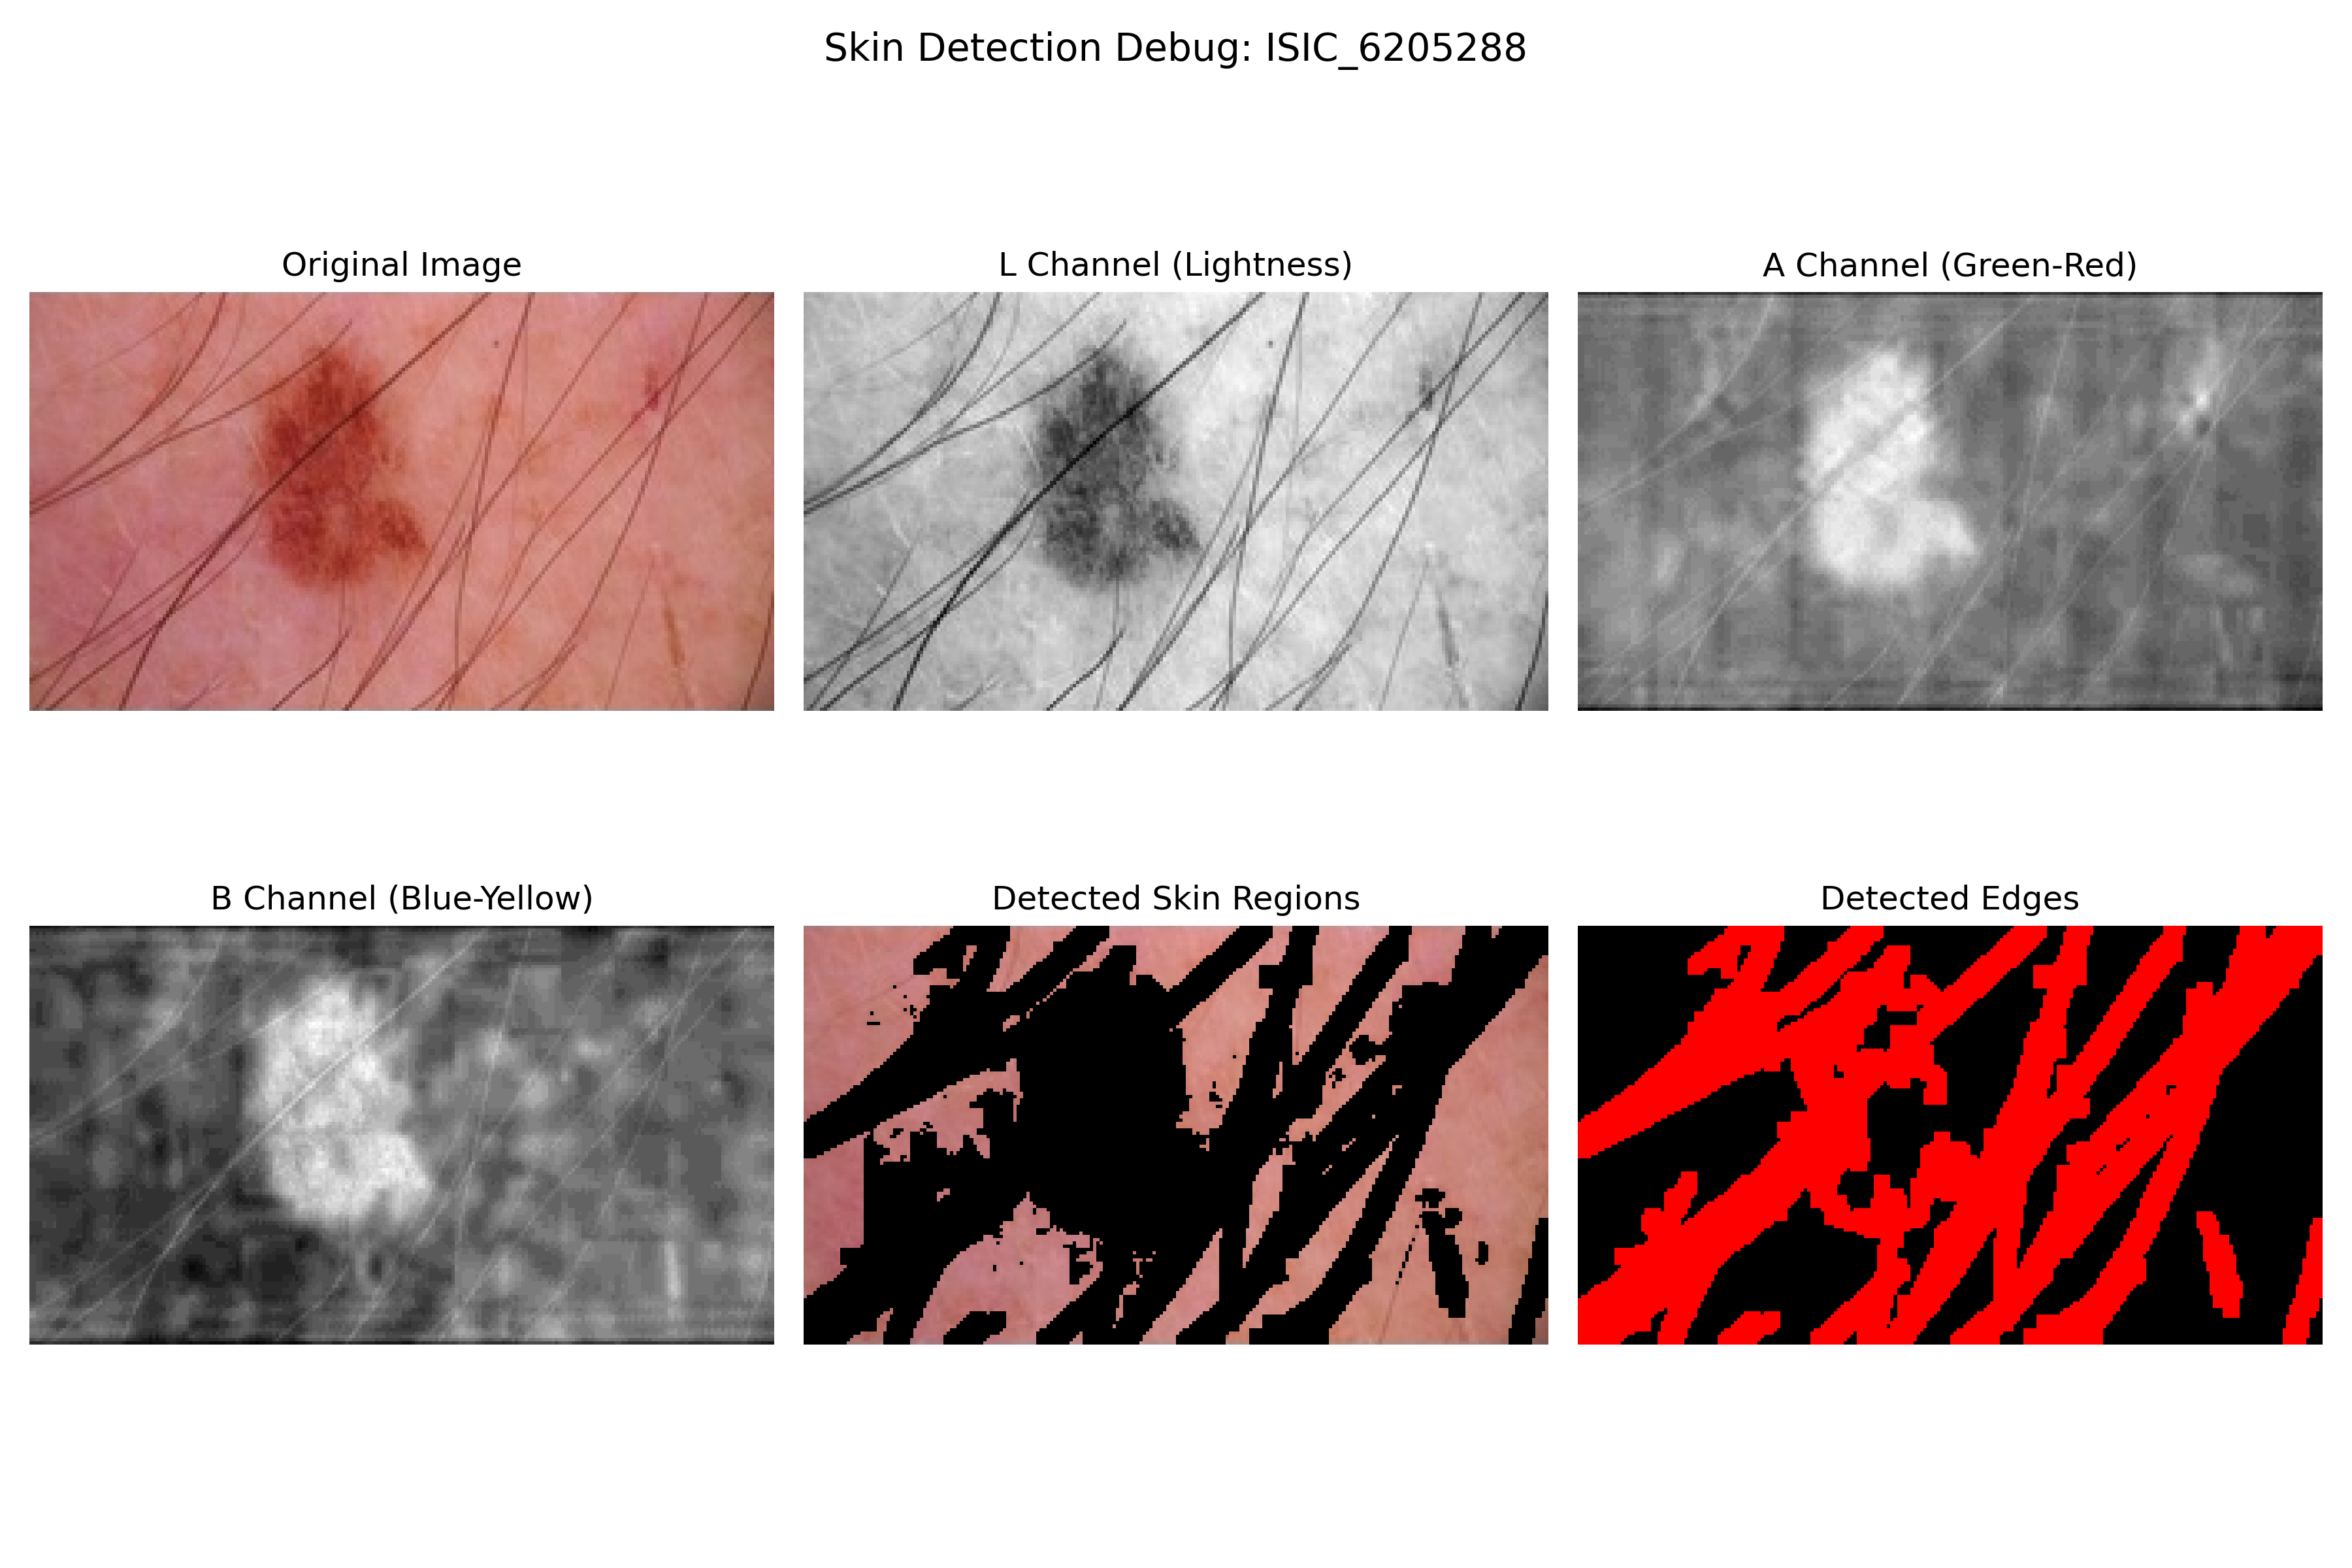 Skin Detection Debug: ISIC_6205288
Original Image
L Channel (Lightness)
A Channel (Green-Red)
B Channel (Blue-Yellow)
Detected Skin Regions
Detected Edges